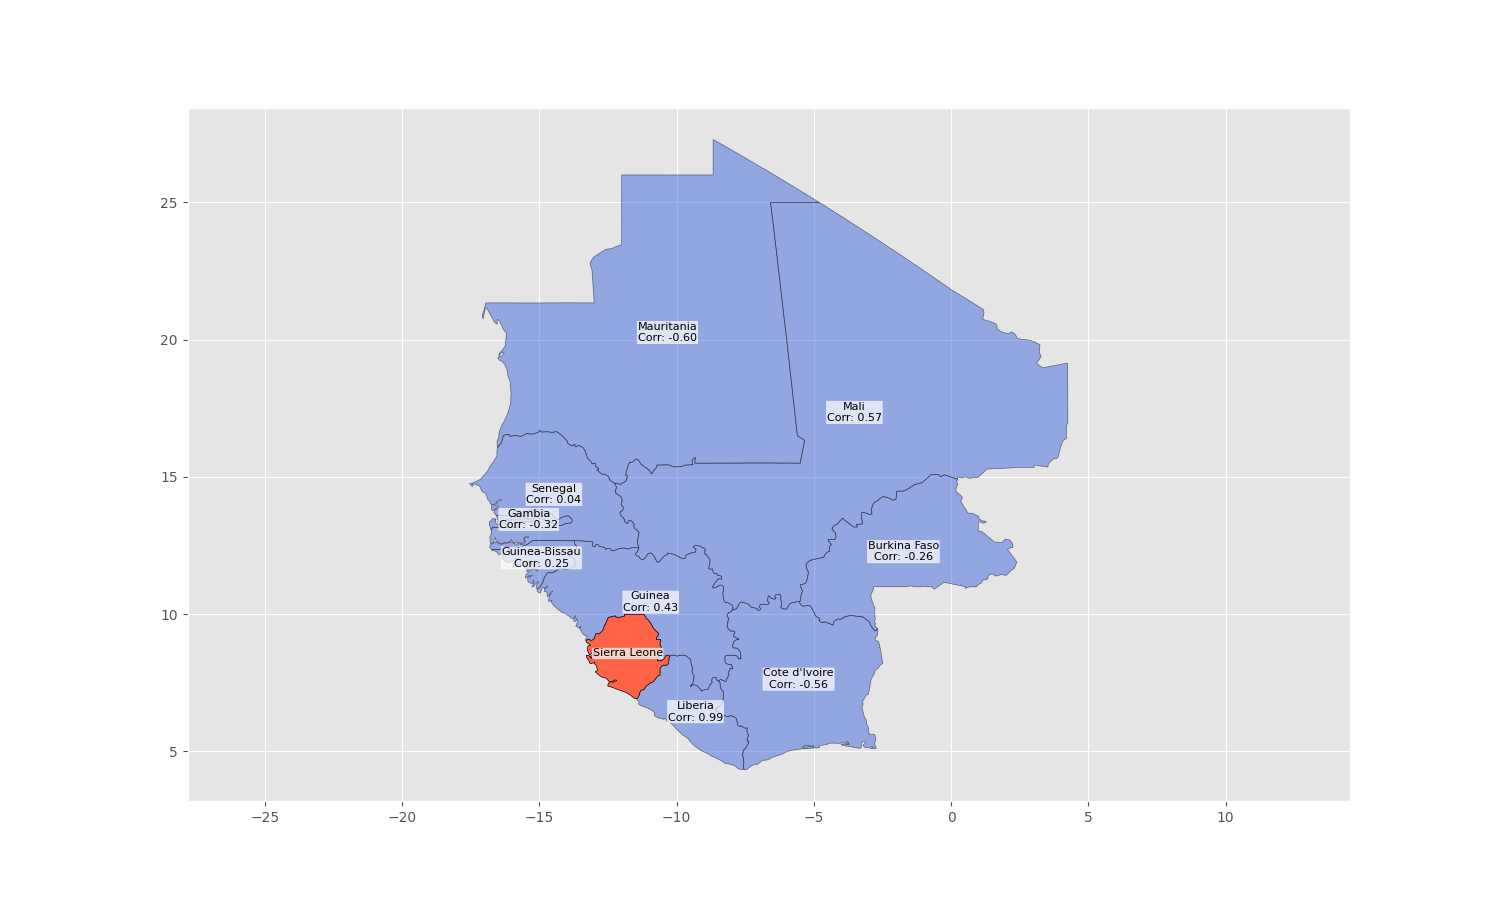 25
20
15
10
5
Mauritania
Corr: -0.60
Mali
Corr: 0.57
Senegal
Corr: 0.04
Gambia
Corr: -0.32
Guinea-Bissau
Corr: 0.25
Burkina Faso
Corr: -0.26
Guinea
Corr: 0.43
Sierra Leone
Cote d'Ivoire
Corr: -0.56
Liberia
Corr: 0.99
−25 −20 −15 −10 −5 0 5 10